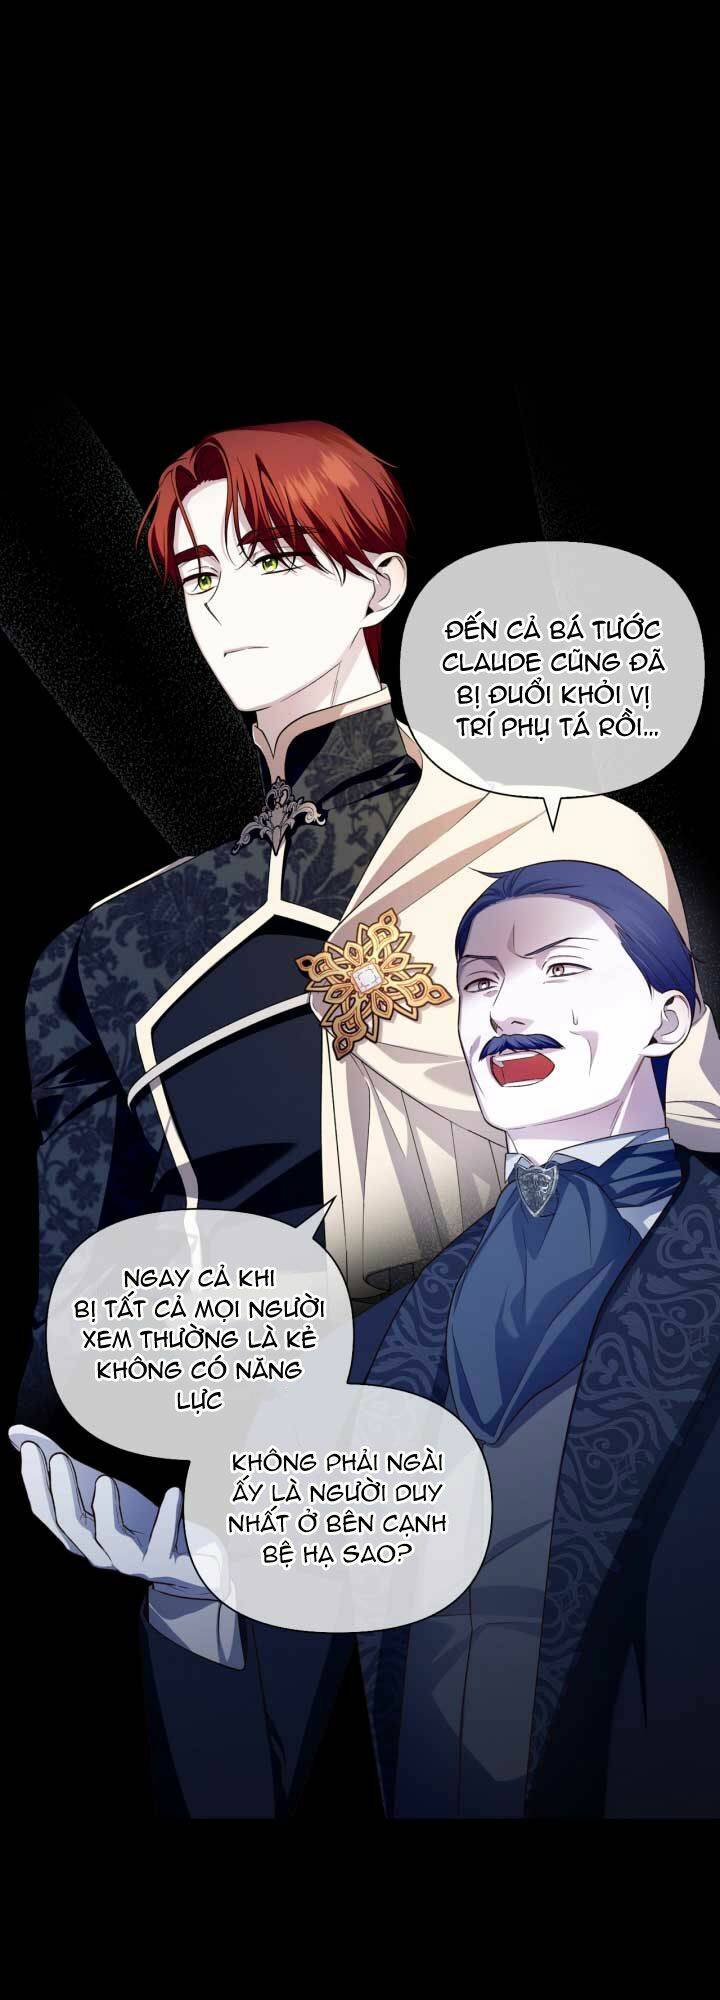 ĐẾN CẢ BÁ TƯỚC
CLAUDE CŨNG ĐÃ
BỊ ĐUỔI KHỎI VỊ
TRÍ PHỤ TÁ RỒI...
NGAY CẢ KHI
BỊ TẤT CẢ MỌI NGƯỜI
XEM THƯỜNG LÀ KẺ
KHÔNG CÓ NĂNG
LỰC
KHÔNG PHẢI NGÀI
ẤY LÀ NGƯỜI DUY
NHẤT Ở BÊN CẠNH
BỆ HẠ SAO?